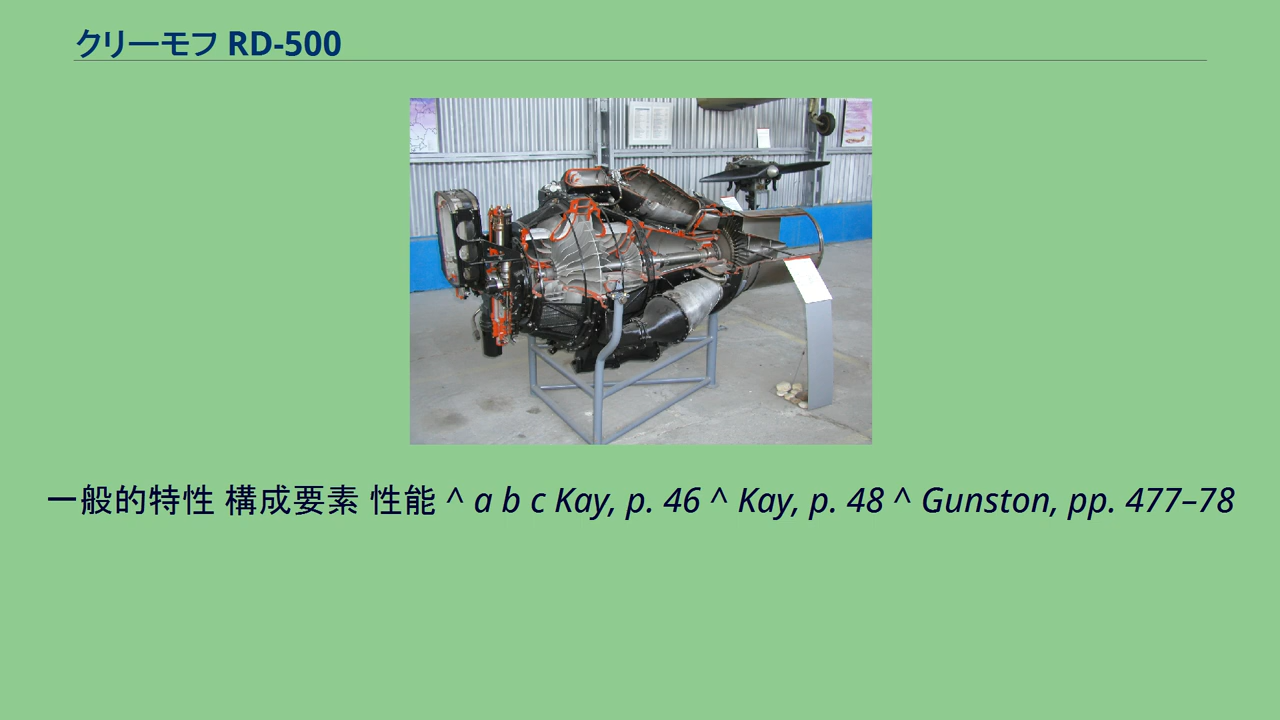 クリーモフ RD-500
一般的特性 構成要素 性能 ^ a b c Kay, p. 46 ^ Kay, p. 48 ^ Gunston, pp. 477–78